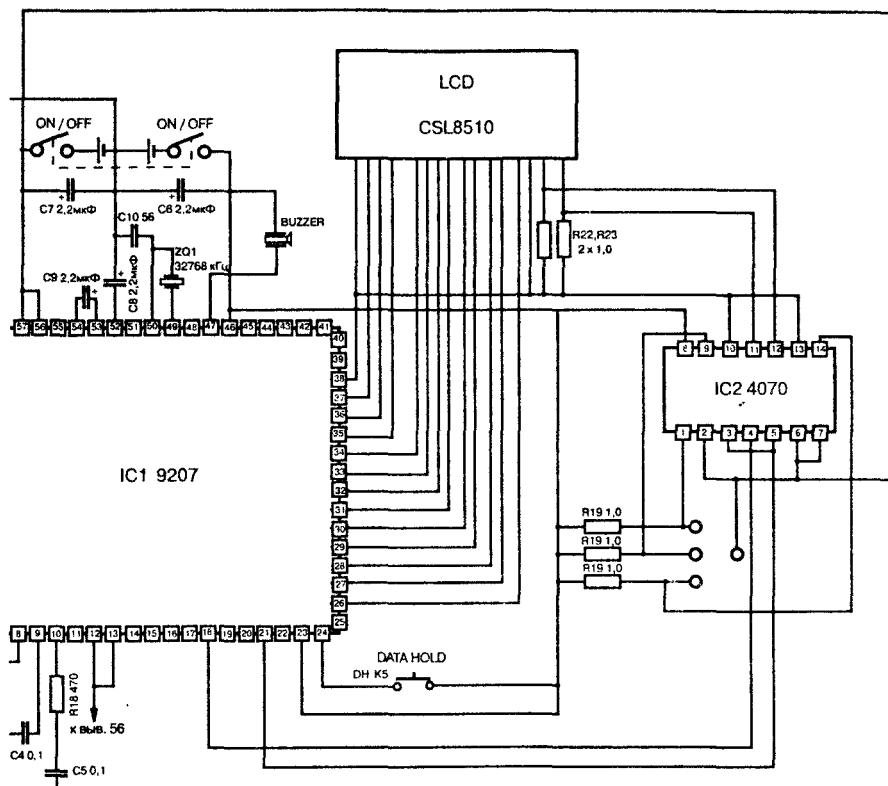 LCD
CSL8510
ON / OFF
ON / OFF
+
C7 2,2мкФ
+
C6 2,2мкФ
C10 56
BUZZER
ZQ1
32768 кГц
C9 2,2мкФ
+
+
C8 2,2мкФ
R22,R23
2 x 1,0
57 56 55 54 53 52 51 50 49 48 47 46 45 44 43 42 41
40
39
38
37
36
35
34
33
32
31
30
29
28
27
26
25
8 9 10 11 12 13 14
IC2 4070
1 2 3 4 5 6 7
IC1 9207
R19 1,0
R19 1,0
R19 1,0
8 9 10 11 12 13 14 15 16 17 18 19 20 21 22 23 24
DATA HOLD
DH K5
R18 470
к выв. 56
C4 0,1
C5 0,1